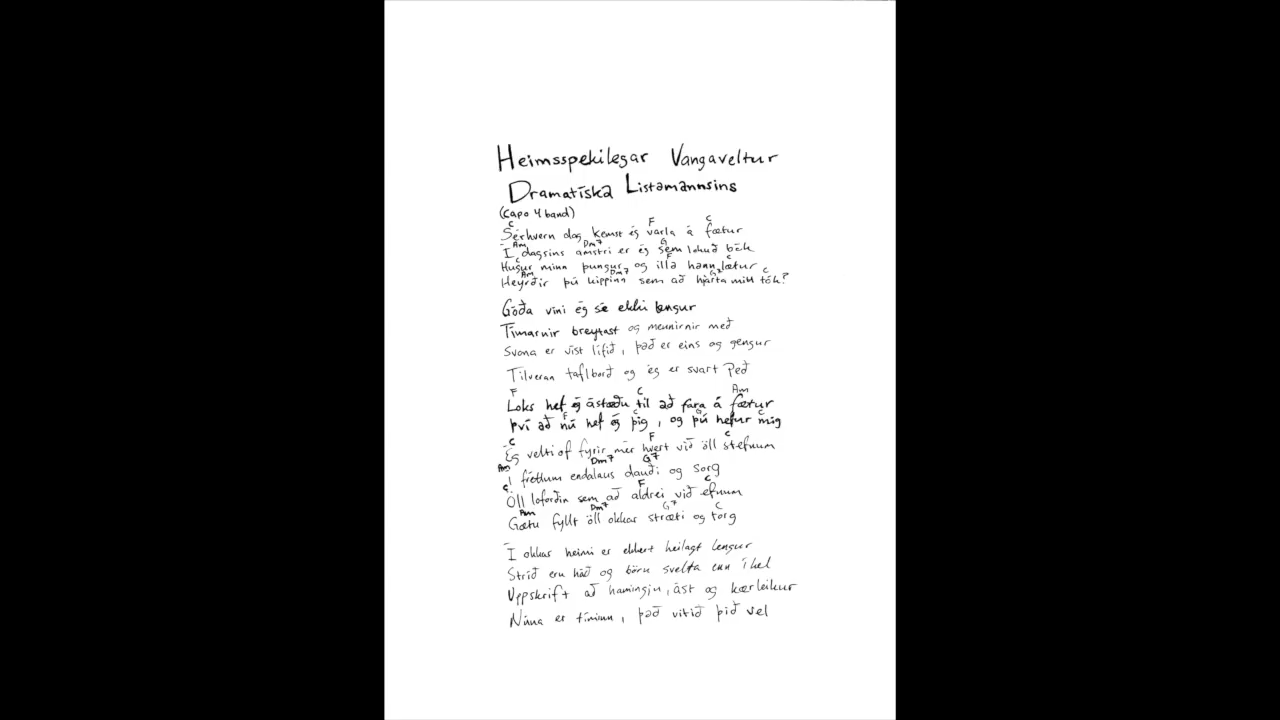 Heimsspekilegar Vangaveltur
Dramatíska Listamannsins
(Capo 4 band)
C F C
Sérhvern dag kemst ég varla á fætur
Am Dm7 G
Í dagsins amstri er ég sem lokuð bók
C F C
Hugur minn þungur og illa hann lætur
Am Dm7 G7 C
Heyrðir þú kippinn sem að hjarta mitt tók?
Góða vini ég sé ekki lengur
Tímarnir breytast og mennirnir með
Svona er víst lífið, það er eins og gengur
Tilveran taflborð og ég er svart Peð
F C Am
Loks hef ég ástæðu til að fara á fætur
F C G C
Því að nú hef ég þig, og þú hefur mig
C F C
Ég velti of fyrir mér hvert við öll stefnum
Am Dm7 G7
Í fréttum endalaus dauði og sorg
C F C
Öll loforðin sem að aldrei við efnum
Am Dm7 G7 C
Gætu fyllt öll okkar stræti og torg
Í okkar heimi er ekkert heilagt lengur
Stríð eru háð og börn svelta enn í hel
Uppskrift að hamingju, ást og kærleikur
Núna er tíminn, það vitið þið vel